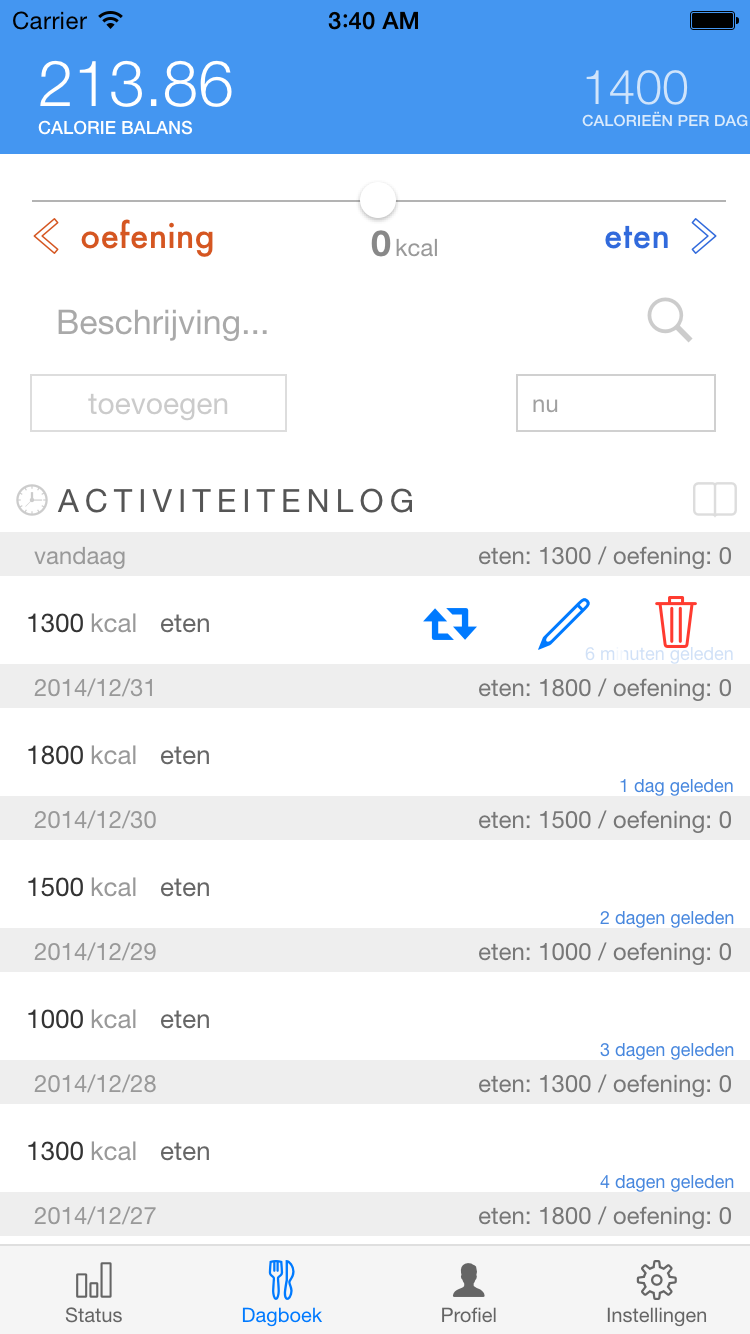 Carrier 3:40 AM
213.86 1400
CALORIE BALANS CALORIEËN PER DAG
oefening 0 kcal eten
Beschrijving...
toevoegen nu
ACTIVITEITENLOG
vandaag eten: 1300 / oefening: 0
1300 kcal eten
6 minuten geleden
2014/12/31 eten: 1800 / oefening: 0
1800 kcal eten
1 dag geleden
2014/12/30 eten: 1500 / oefening: 0
1500 kcal eten
2 dagen geleden
2014/12/29 eten: 1000 / oefening: 0
1000 kcal eten
3 dagen geleden
2014/12/28 eten: 1300 / oefening: 0
1300 kcal eten
4 dagen geleden
2014/12/27 eten: 1800 / oefening: 0
Status Dagboek Profiel Instellingen